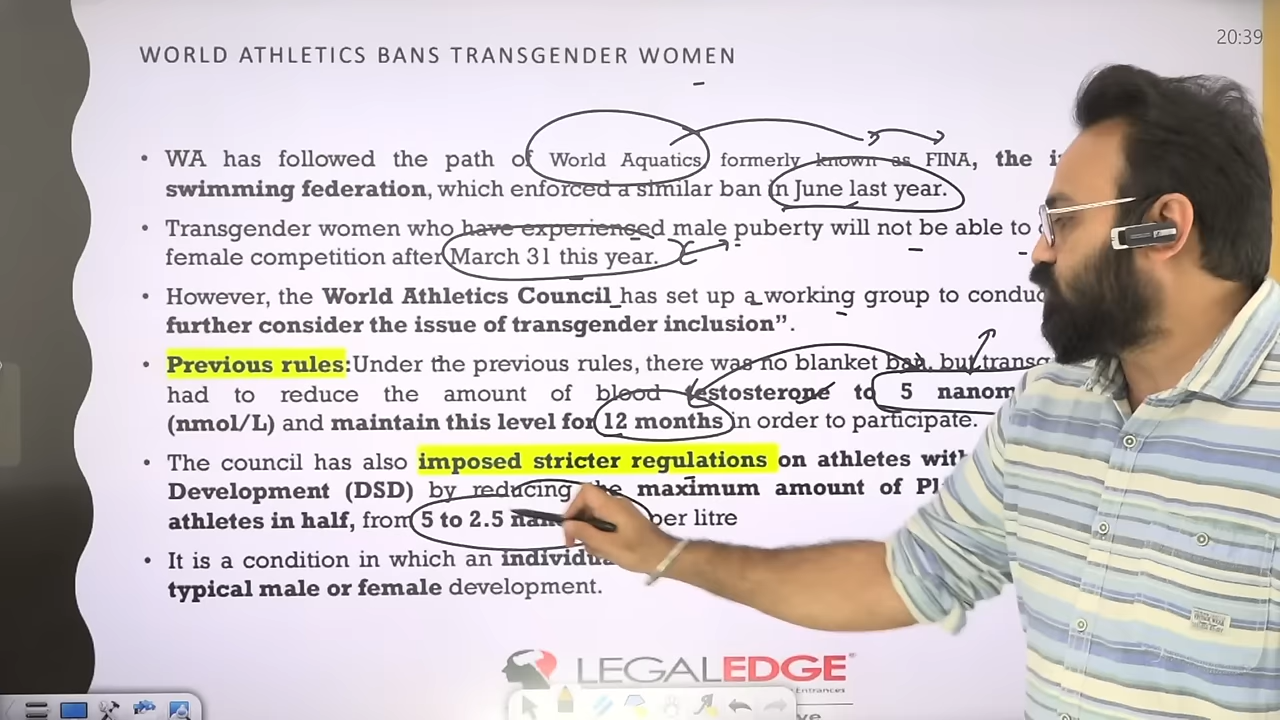 20:39
WORLD ATHLETICS BANS TRANSGENDER WOMEN
• WA has followed the path of World Aquatics formerly known as FINA, the
swimming federation, which enforced a similar ban in June last year.
• Transgender women who have experienced male puberty will not be able to
female competition after March 31 this year.
• However, the World Athletics Council has set up a working group to
further consider the issue of transgender inclusion”.
• Previous rules:Under the previous rules, there was no blanket ban, but
had to reduce the amount of blood testosterone to 5
(nmol/L) and maintain this level for 12 months in order to participate.
• The council has also imposed stricter regulations on athletes
Development (DSD) by reducing the maximum amount of
athletes in half, from 5 to 2.5 per litre
• It is a condition in which an
typical male or female development.
LEGALEDGE
Entrances